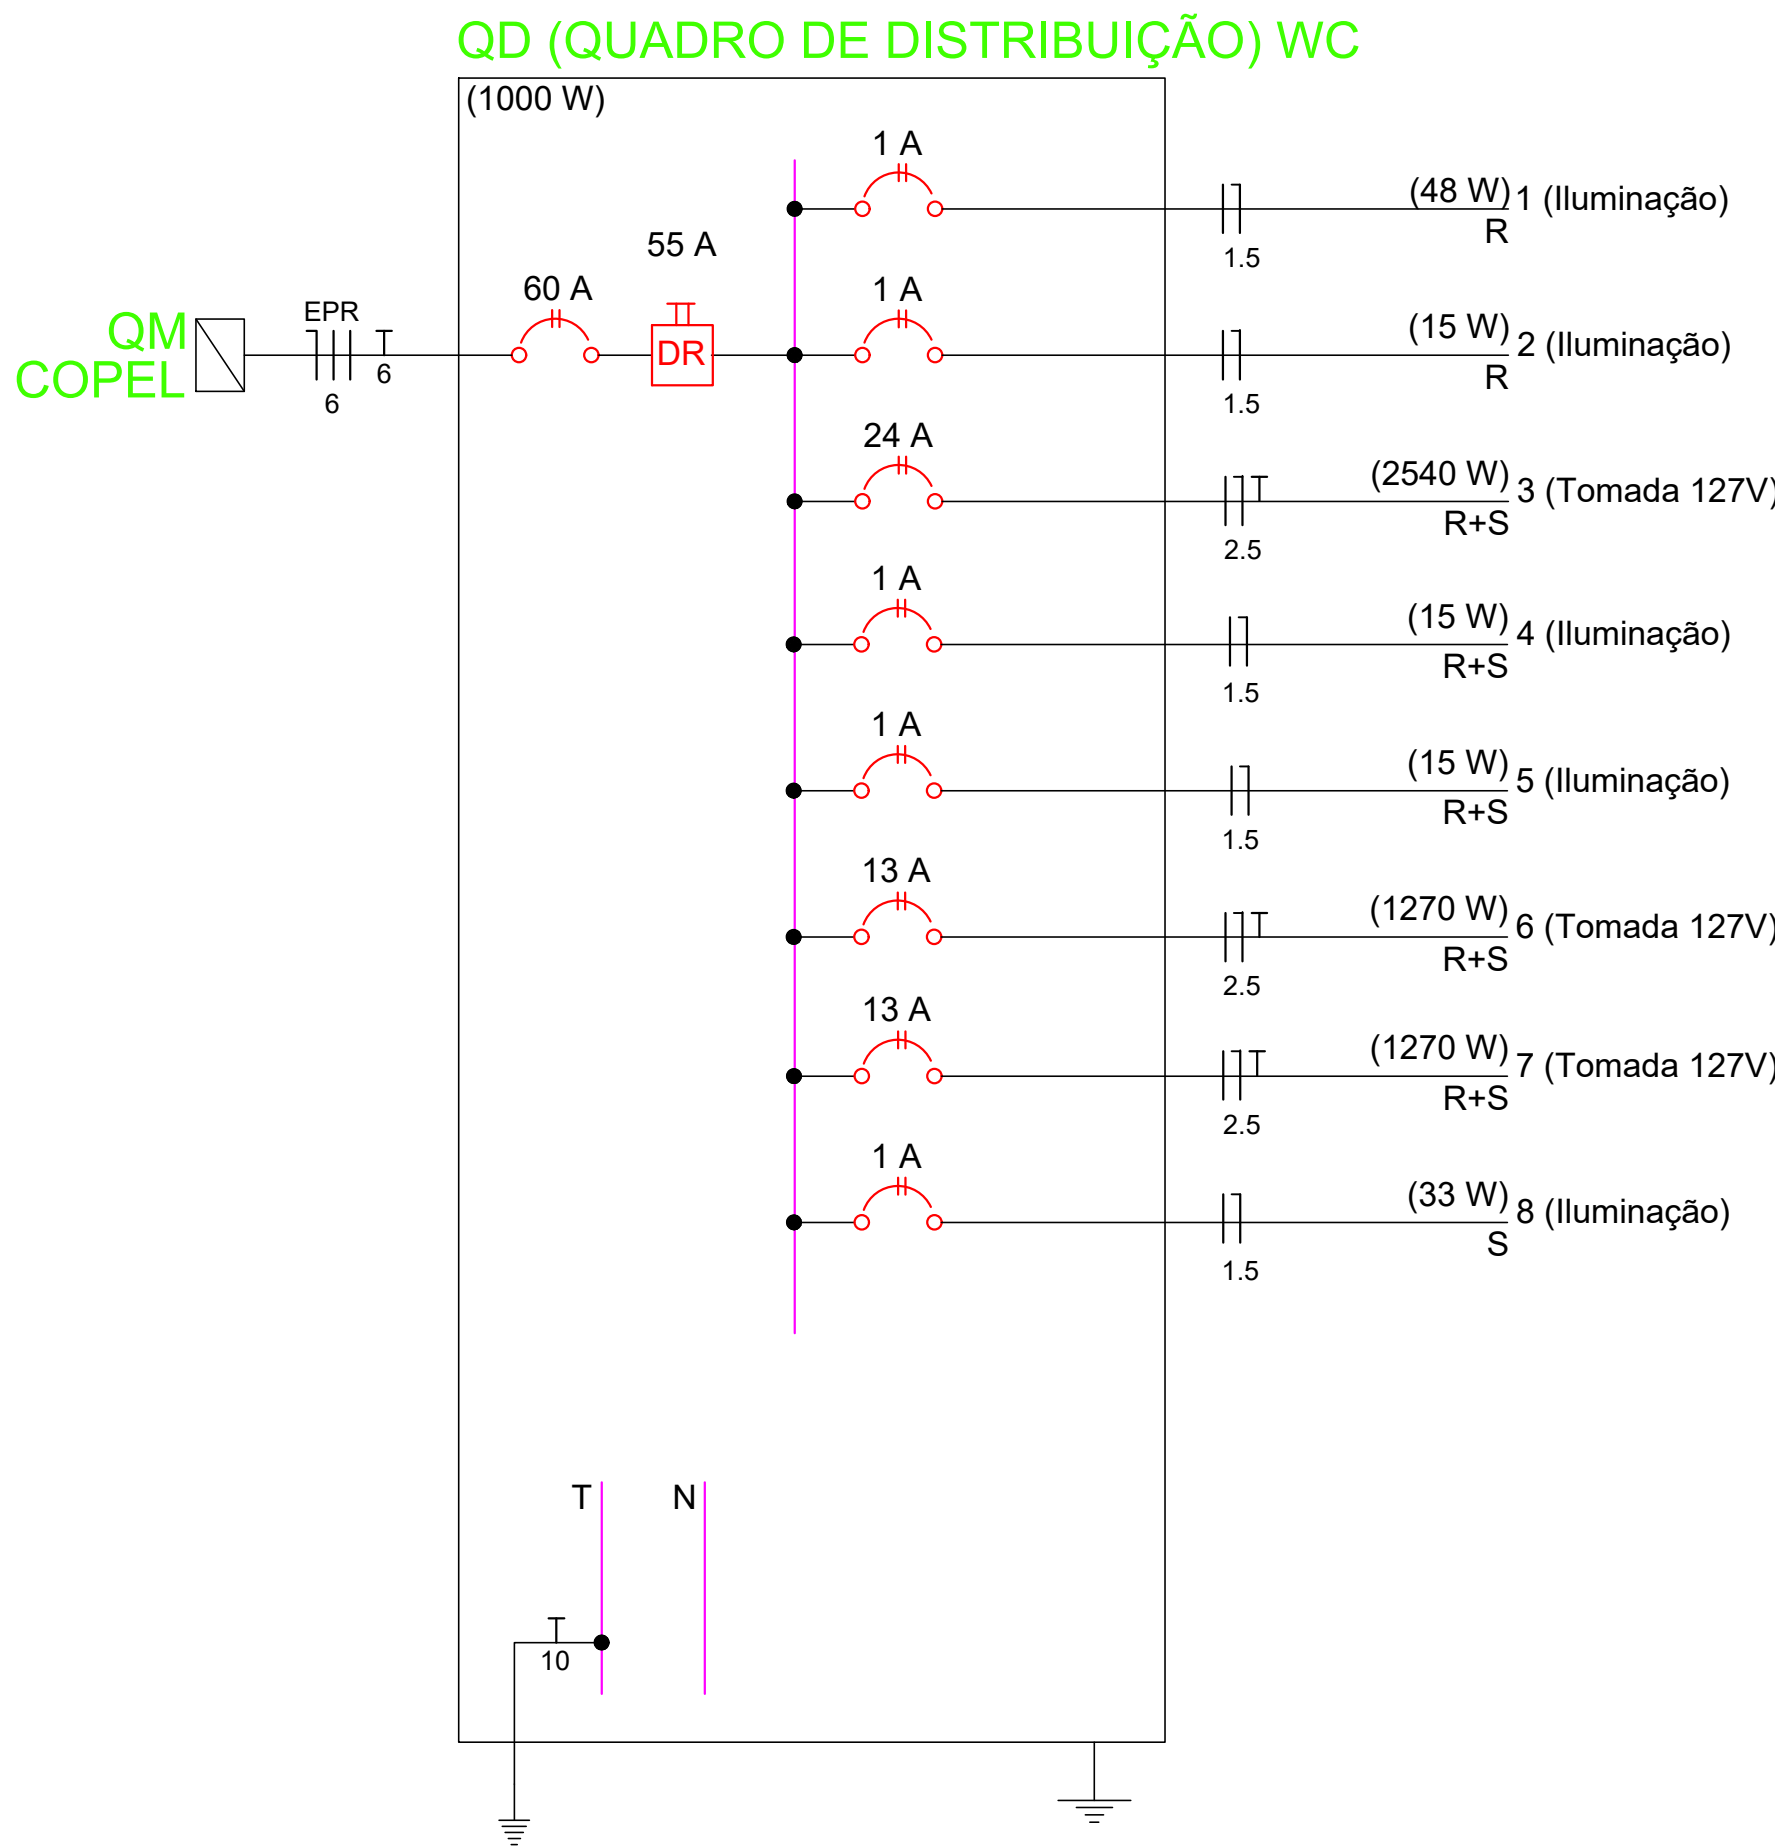 QD (QUADRO DE DISTRIBUIÇÃO) WC
(1000 W)
1 A
(48 W) 1 (Iluminação)
R
1.5
55 A
60 A
1 A
EPR
QM
COPEL
6
6
DR
(15 W) 2 (Iluminação)
R
1.5
24 A
(2540 W) 3 (Tomada 127V)
R+S
2.5
1 A
(15 W) 4 (Iluminação)
R+S
1.5
1 A
(15 W) 5 (Iluminação)
R+S
1.5
13 A
(1270 W) 6 (Tomada 127V)
R+S
2.5
13 A
(1270 W) 7 (Tomada 127V)
R+S
2.5
1 A
(33 W) 8 (Iluminação)
S
1.5
T N
10